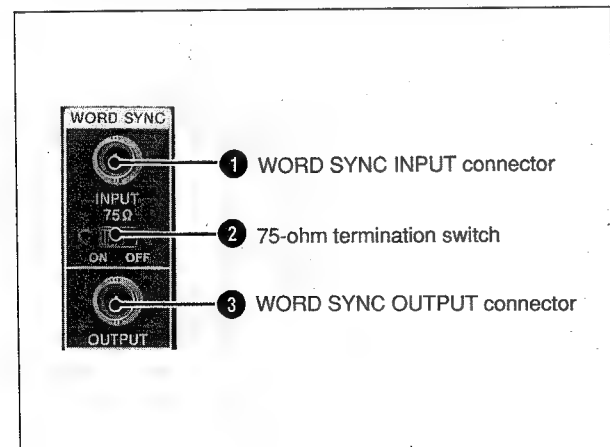 WORD SYNC
INPUT
75Ω
ON OFF
OUTPUT
1 WORD SYNC INPUT connector
2 75-ohm termination switch
3 WORD SYNC OUTPUT connector